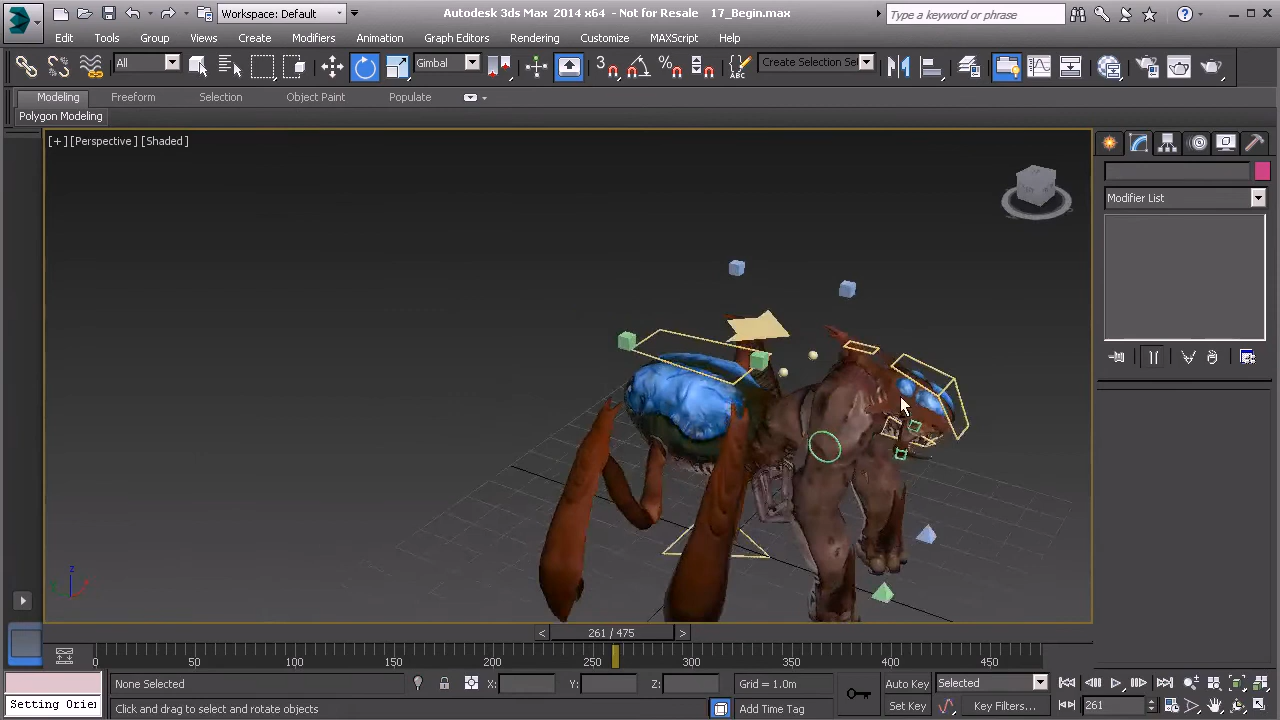 Workspace: Default
Autodesk 3ds Max 2014 x64 - Not for Resale 17_Begin.max
Type a keyword or phrase
Edit Tools Group Views Create Modifiers Animation Graph Editors Rendering Customize MAXScript Help
All Gimbal 3 Create Selection Se
Modeling Freeform Selection Object Paint Populate
Polygon Modeling
[+] [Perspective] [Shaded]
Modifier List
z
261 / 475
0 50 100 150 200 250 300 350 400 450
None Selected X: Y: Z: Grid = 1.0m Auto Key Selected
Setting Orie Click and drag to select and rotate objects Add Time Tag Set Key Key Filters... 261